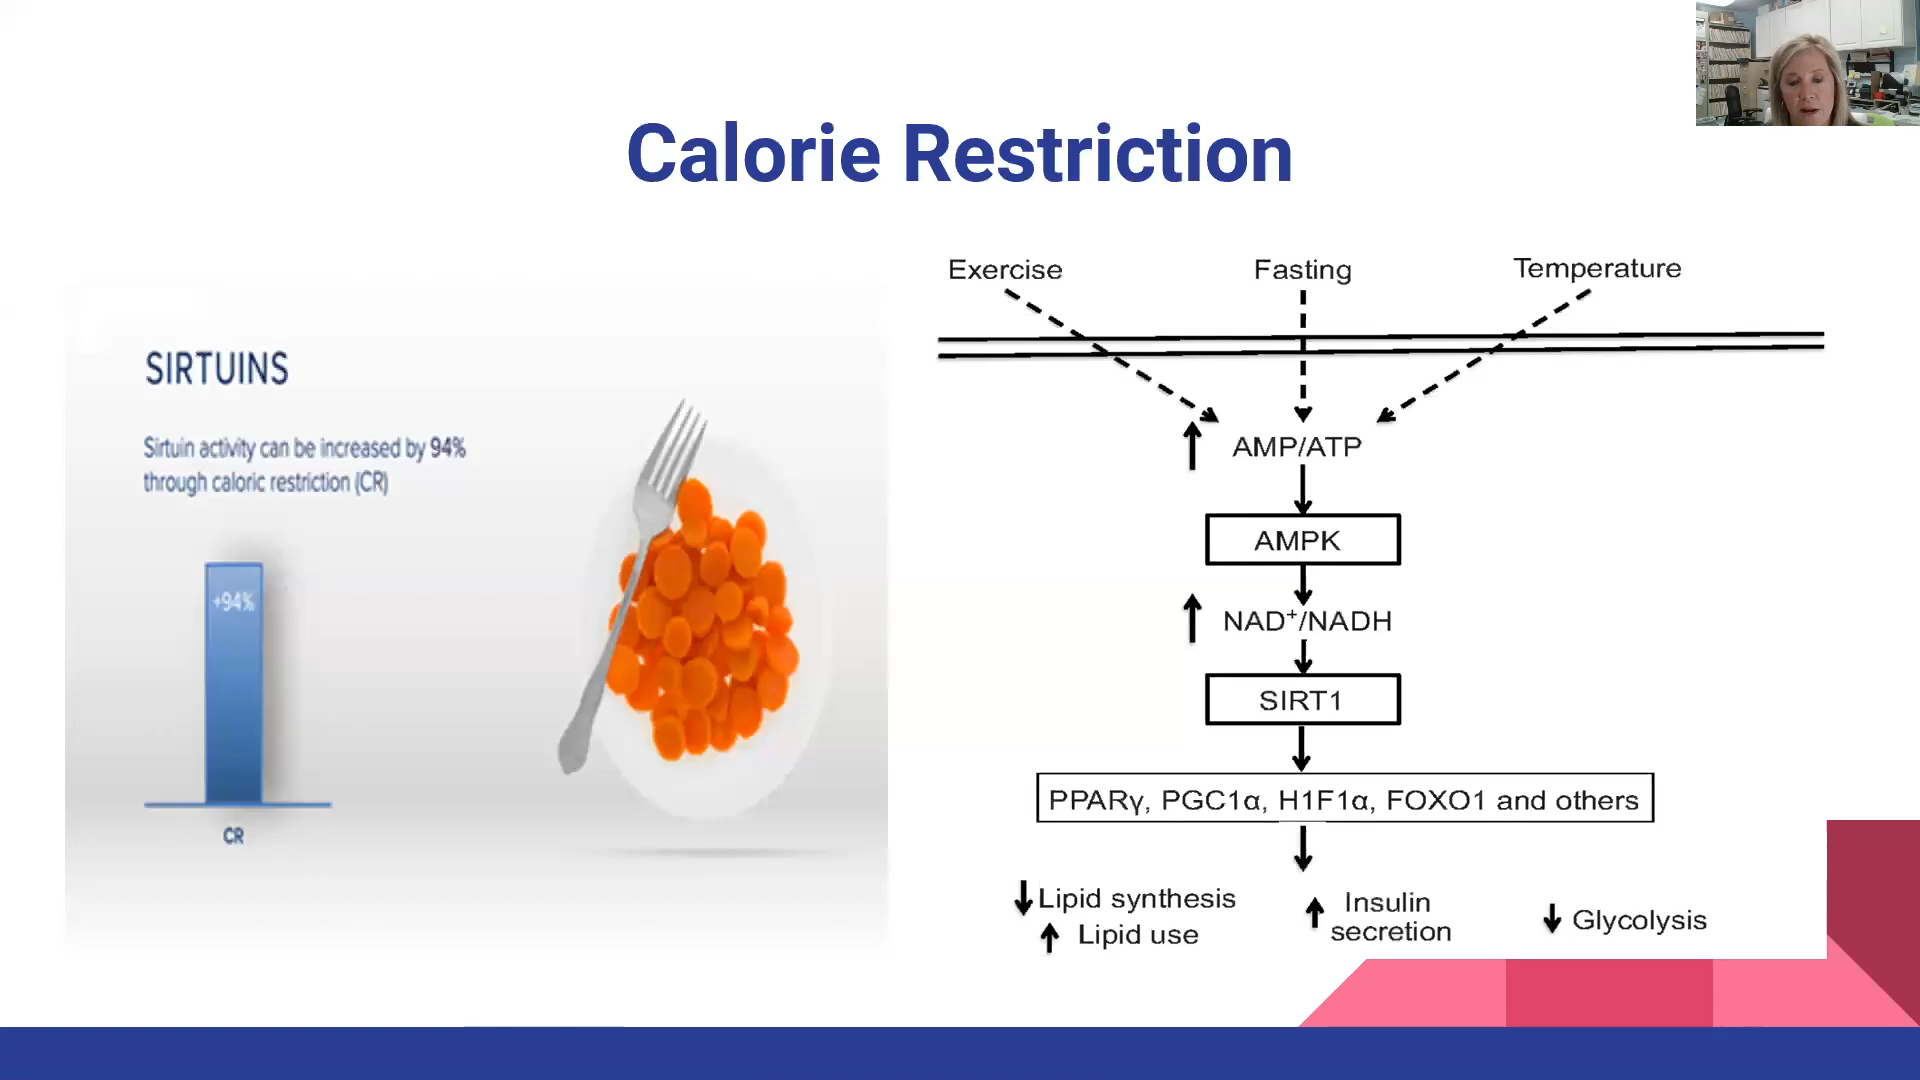 Calorie Restriction
SIRTUINS
Sirtuin activity can be increased by 94%
through caloric restriction (CR)
+94%
CR
Exercise Fasting Temperature
AMP/ATP
AMPK
NAD⁺/NADH
SIRT1
PPARγ, PGC1α, H1F1α, FOXO1 and others
Lipid synthesis
Lipid use
Insulin
secretion
Glycolysis